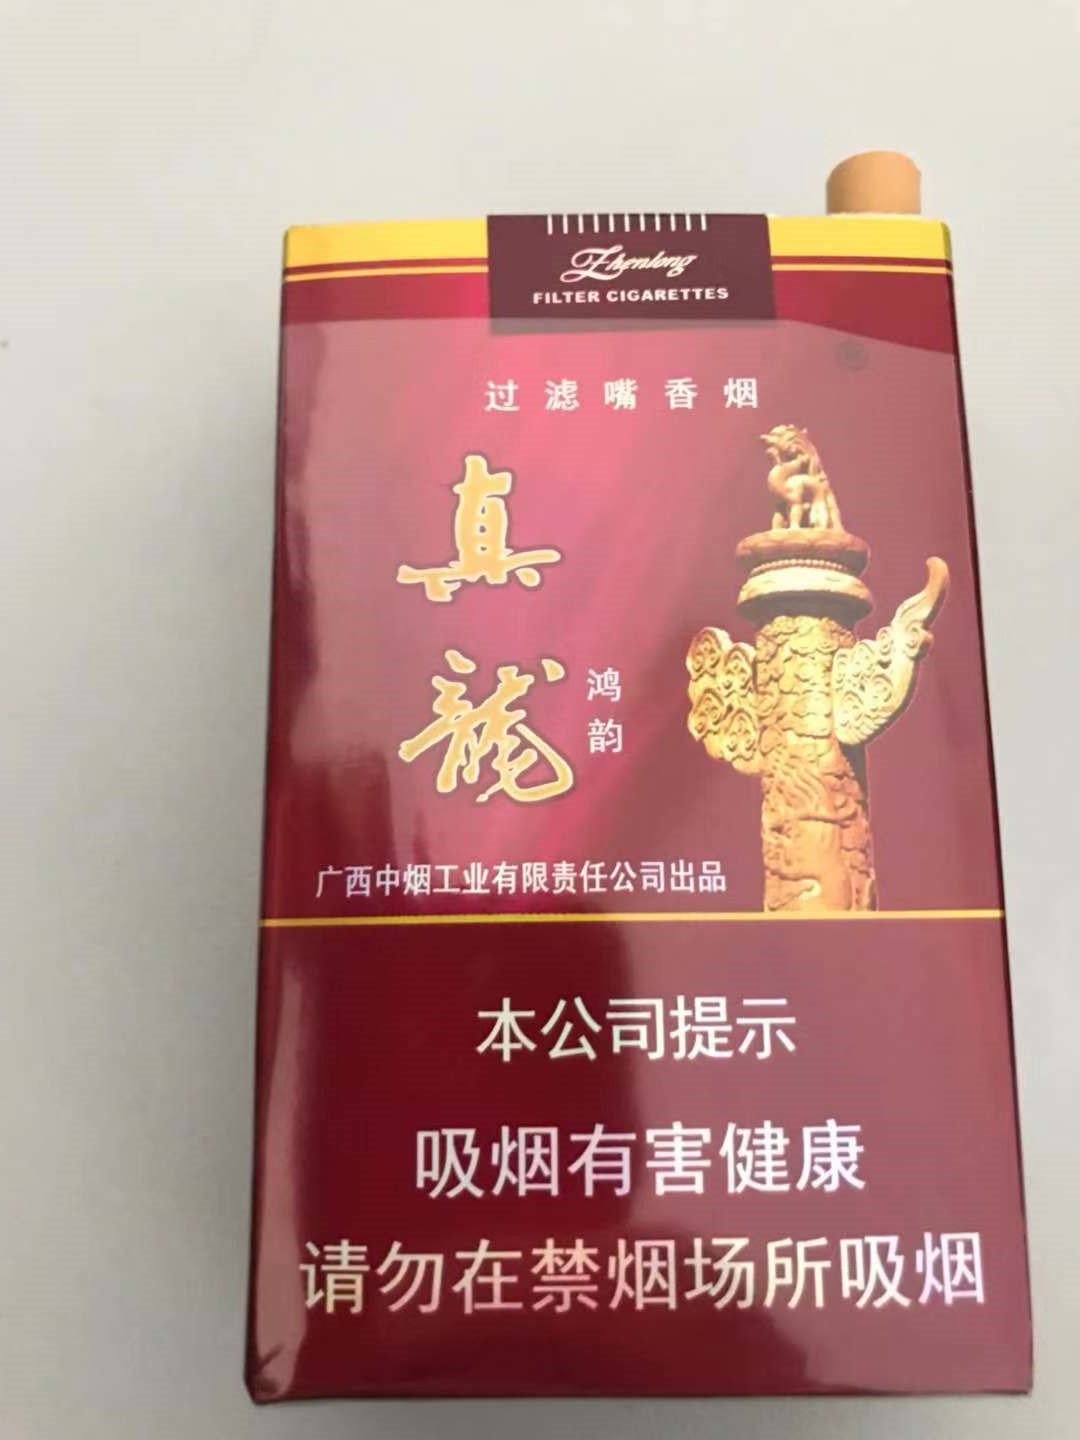 Zhenlong
FILTER CIGARETTES
过滤嘴香烟
真
龍
鸿
韵
广西中烟工业有限责任公司出品
本公司提示
吸烟有害健康
请勿在禁烟场所吸烟